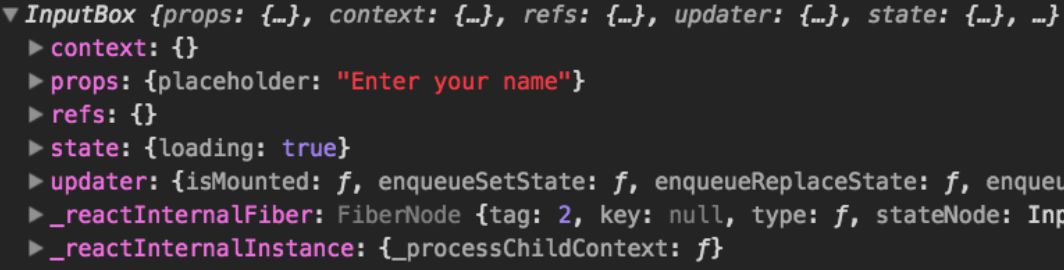 ▼InputBox {props: {…}, context: {…}, refs: {…}, updater: {…}, state: {…}, …}
▶context: {}
▶props: {placeholder: "Enter your name"}
▶refs: {}
▶state: {loading: true}
▶updater: {isMounted: ƒ, enqueueSetState: ƒ, enqueueReplaceState: ƒ, enqueu
▶_reactInternalFiber: FiberNode {tag: 2, key: null, type: ƒ, stateNode: Inp
▶_reactInternalInstance: {_processChildContext: ƒ}